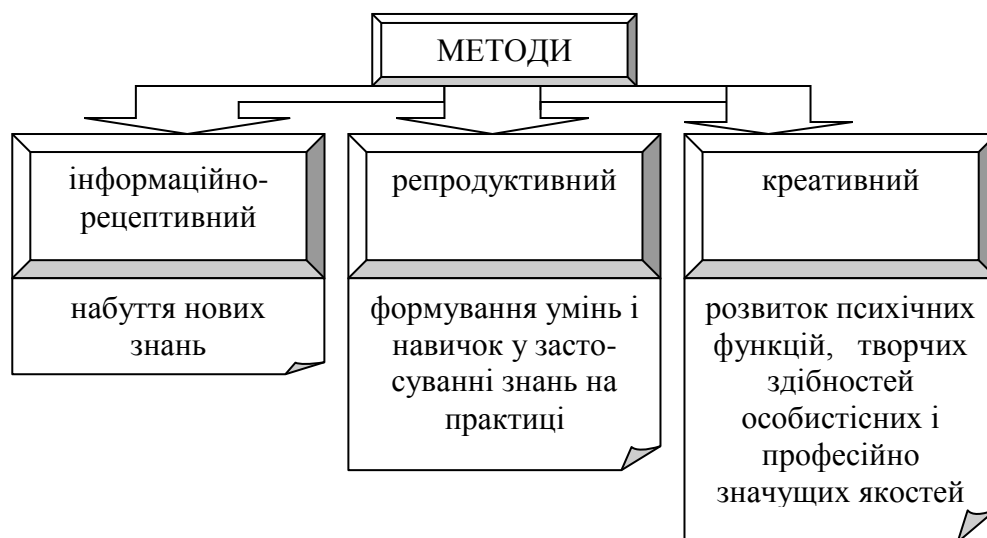 МЕТОДИ
інформаційно-
рецептивний
набуття нових
знань
репродуктивний
формування умінь і
навичок у засто-
суванні знань на
практиці
креативний
розвиток психічних
функцій, творчих
здібностей
особистісних і
професійно
значущих якостей